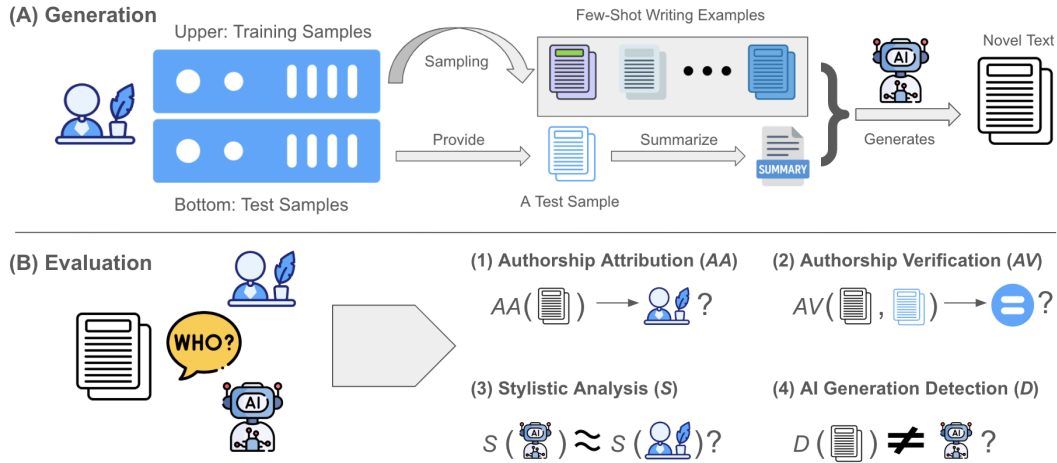 (A) Generation
Upper: Training Samples
Sampling
Few-Shot Writing Examples
AI
Novel Text
Provide
Summarize
SUMMARY
Generates
Bottom: Test Samples
A Test Sample
(B) Evaluation
WHO?
AI
(1) Authorship Attribution (AA)
AA( ) ?
(2) Authorship Verification (AV)
AV( , ) = ?
(3) Stylistic Analysis (S)
S ( AI ) ≈ S ( ) ?
(4) AI Generation Detection (D)
D ( ) ≠ AI ?